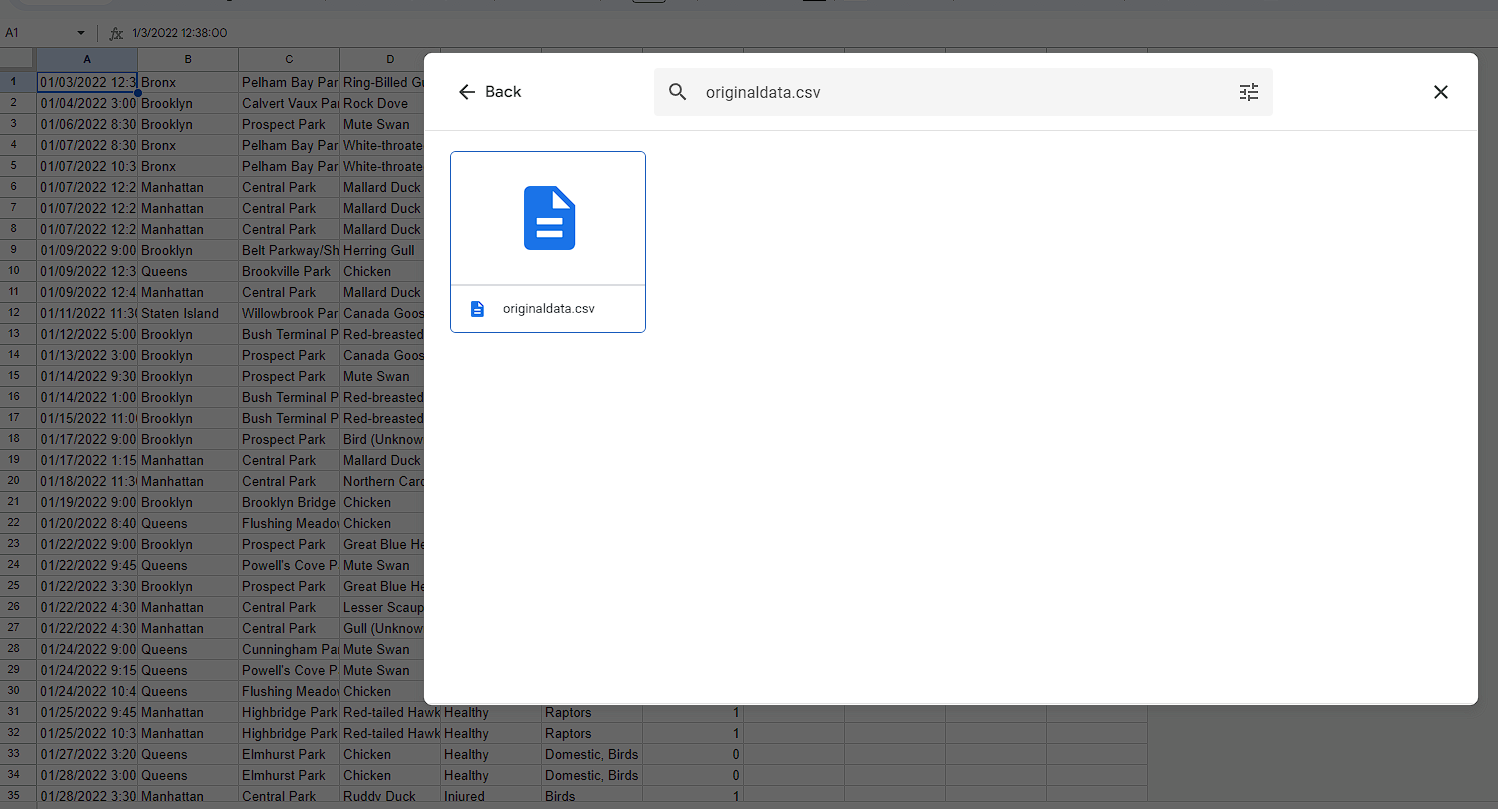 A1 fx 1/3/2022 12:38:00
A B C D
1 01/03/2022 12:3 Bronx Pelham Bay Par Ring-Billed Gu
2 01/04/2022 3:00 Brooklyn Calvert Vaux Pa Rock Dove
3 01/06/2022 8:30 Brooklyn Prospect Park Mute Swan
4 01/07/2022 8:30 Bronx Pelham Bay Par White-throate
5 01/07/2022 10:3 Bronx Pelham Bay Par White-throate
6 01/07/2022 12:2 Manhattan Central Park Mallard Duck
7 01/07/2022 12:2 Manhattan Central Park Mallard Duck
8 01/07/2022 12:2 Manhattan Central Park Mallard Duck
9 01/09/2022 9:00 Brooklyn Belt Parkway/Sh Herring Gull
10 01/09/2022 12:3 Queens Brookville Park Chicken
11 01/09/2022 12:4 Manhattan Central Park Mallard Duck
12 01/11/2022 11:30 Staten Island Willowbrook Par Canada Goos
13 01/12/2022 5:00 Brooklyn Bush Terminal P Red-breasted
14 01/13/2022 3:00 Brooklyn Prospect Park Canada Goos
15 01/14/2022 9:30 Brooklyn Prospect Park Mute Swan
16 01/14/2022 1:00 Brooklyn Bush Terminal P Red-breasted
17 01/15/2022 11:00 Brooklyn Bush Terminal P Red-breasted
18 01/17/2022 9:00 Brooklyn Prospect Park Bird (Unknow
19 01/17/2022 1:15 Manhattan Central Park Mallard Duck
20 01/18/2022 11:30 Manhattan Central Park Northern Card
21 01/19/2022 9:00 Brooklyn Brooklyn Bridge Chicken
22 01/20/2022 8:40 Queens Flushing Meadov Chicken
23 01/22/2022 9:00 Brooklyn Prospect Park Great Blue He
24 01/22/2022 9:45 Queens Powell's Cove P Mute Swan
25 01/22/2022 3:30 Brooklyn Prospect Park Great Blue He
26 01/22/2022 4:30 Manhattan Central Park Lesser Scaup
27 01/22/2022 4:30 Manhattan Central Park Gull (Unknow
28 01/24/2022 9:00 Queens Cunningham Pa Mute Swan
29 01/24/2022 9:15 Queens Powell's Cove P Mute Swan
30 01/24/2022 10:4 Queens Flushing Meadov Chicken
31 01/25/2022 9:45 Manhattan Highbridge Park Red-tailed Hawk Healthy Raptors 1
32 01/25/2022 10:3 Manhattan Highbridge Park Red-tailed Hawk Healthy Raptors 1
33 01/27/2022 3:20 Queens Elmhurst Park Chicken Healthy Domestic, Birds 0
34 01/28/2022 3:00 Queens Elmhurst Park Chicken Healthy Domestic, Birds 0
35 01/28/2022 3:30 Manhattan Central Park Ruddy Duck Injured Birds 1
Back originaldata.csv
originaldata.csv